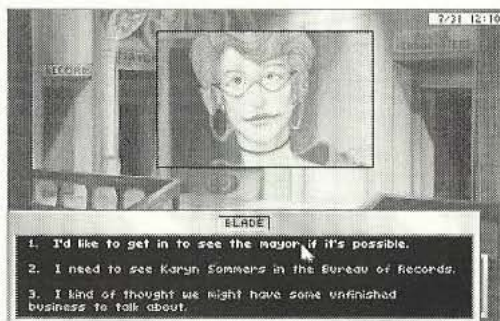 7/31 12:10
MAYOR
RECORDS
BLADE
1. I'd like to get in to see the mayor if it's possible.
2. I need to see Karyn Sommers in the Bureau of Records.
3. I kind of thought we might have some unfinished
business to talk about.